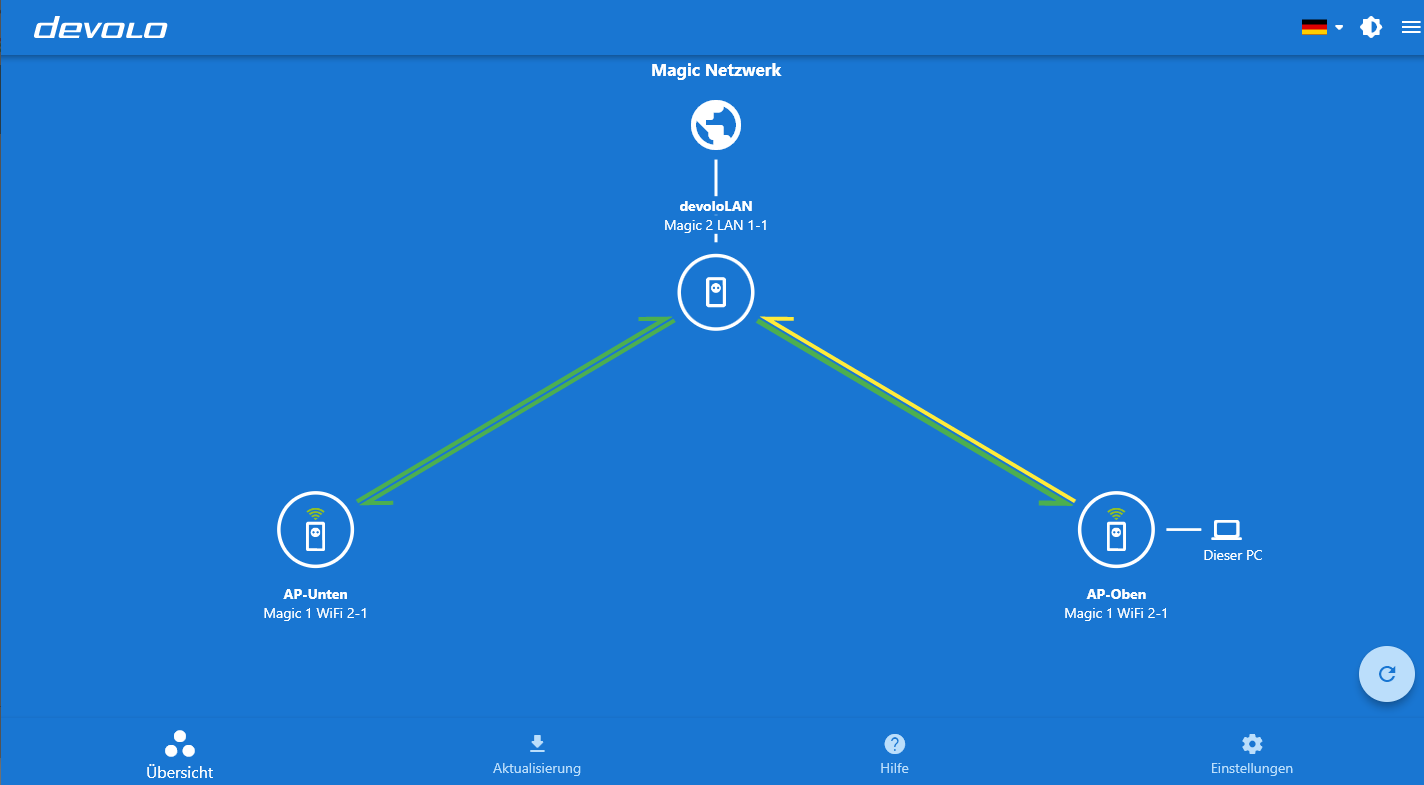 devolo
Magic Netzwerk
devoloLAN
Magic 2 LAN 1-1
AP-Unten
Magic 1 WiFi 2-1
Dieser PC
AP-Oben
Magic 1 WiFi 2-1
Übersicht
Aktualisierung
Hilfe
Einstellungen